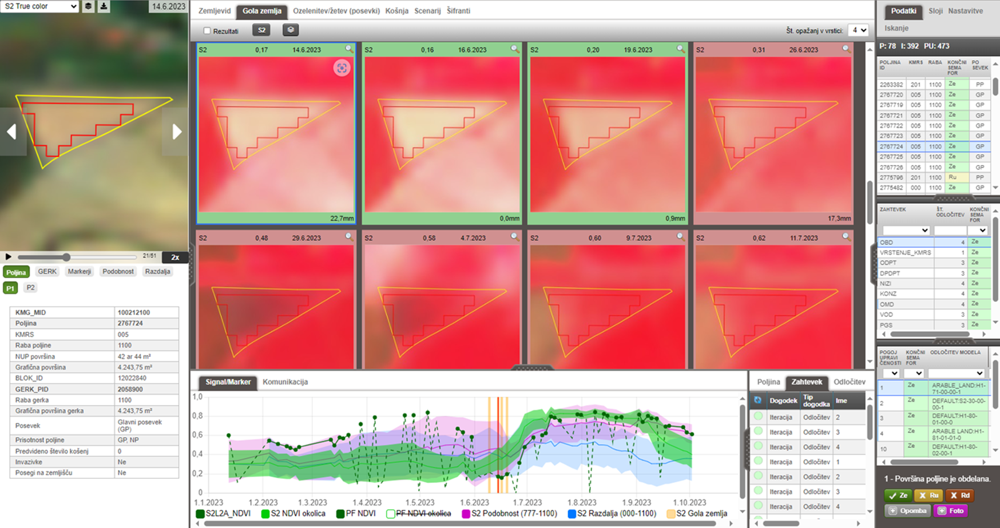 S2 True color
14.6.2023
21/51
2x
Poljina GERK Markerji Podobnost Razdalja
P1 P2
KMG_MID 100212100
Poljina 2767724
KMRS 005
Raba poljine 1100
NUP površina 42 ar 44 m²
Grafična površina 4.243,75 m²
BLOK_ID 12022840
GERK_PID 2058900
Raba gerka 1100
Grafična površina gerka 4.243,75 m²
Posevek Glavni posevek
(GP)
Prisotnost poljine GP, NP
Predvideno število košenj 0
Invazivke Ne
Posegi na zemljišču Ne
Zemljevid Gola zemlja Ozelenitev/žetev (posevki) Košnja Scenarij Šifranti
Rezultati S2 Št. opažanj v vrstici: 4
S2 0,17 14.6.2023
22,7mm
S2 0,16 16.6.2023
0,0mm
S2 0,20 19.6.2023
0,9mm
S2 0,31 26.6.2023
17,3mm
S2 0,48 29.6.2023
S2 0,58 4.7.2023
S2 0,60 9.7.2023
S2 0,62 11.7.2023
Signal/Marker Komunikacija
1,0
0,8
0,6
0,4
0,2
0
1.1.2023 1.2.2023 1.3.2023 1.4.2023 1.5.2023 1.6.2023 1.7.2023 1.8.2023 1.9.2023 1.10.2023
S2L2A_NDVI S2 NDVI okolica PF NDVI PF NDVI okolica S2 Podobnost (777-1100) S2 Razdalja (000-1100) S2 Gola zemlja
Poljina Zahtevek Odločitev
Dogodek Tip dogodka Ime
Iteracija Odločitev 2
Iteracija Odločitev 3
Iteracija Odločitev 4
Iteracija Odločitev 1
Iteracija Odločitev 2
Iteracija Odločitev 3
Iteracija Odločitev 4
Podatki Sloji Nastavitve
Iskanje
P: 78 I: 392 PU: 473
POLJINA ID KMRS RABA KONČNI SEMA FOR PO SEVEK
2263382 201 1100 Ze PP
2767720 005 1100 Ze GP
2767719 005 1100 Ze GP
2767721 005 1100 Ze GP
2767722 005 1100 Ze GP
2767723 005 1100 Ze GP
2767724 005 1100 Ze GP
2767725 005 1100 Ze GP
2767726 005 1100 Ze GP
2775796 201 1100 Ru PP
2775482 000 1100 Ze GP
ZAHTEVEK ŠT. ODLOČITEV KONČNI SEMA FOR
OBD 4 Ze
VRSTENJE_KMRS 1 Ze
ODPT 3 Ze
DPDPT 3 Ze
NIZI 4 Ze
KONZ 4 Ze
OMD 4 Ze
VOD 3 Ze
PGS 3 Ze
POGOJ UPRAVI ČENOSTI KONČNI SEMA FOR ODLOČITEV MODELA
1 Ze ARABLE_LAND:H1-
71-00-00-1
2 Ze DEFAULT:S2-30-00-
00-1
3 Ze DEFAULT:H1-80-
01-00-0
4 Ze ARABLE LAND:H1-
81-01-01-0
10 Ze DEFAULT:H1-80-
02-00-1
1 - Površina poljine je obdelana.
Ze Ru Rd
Opomba Foto